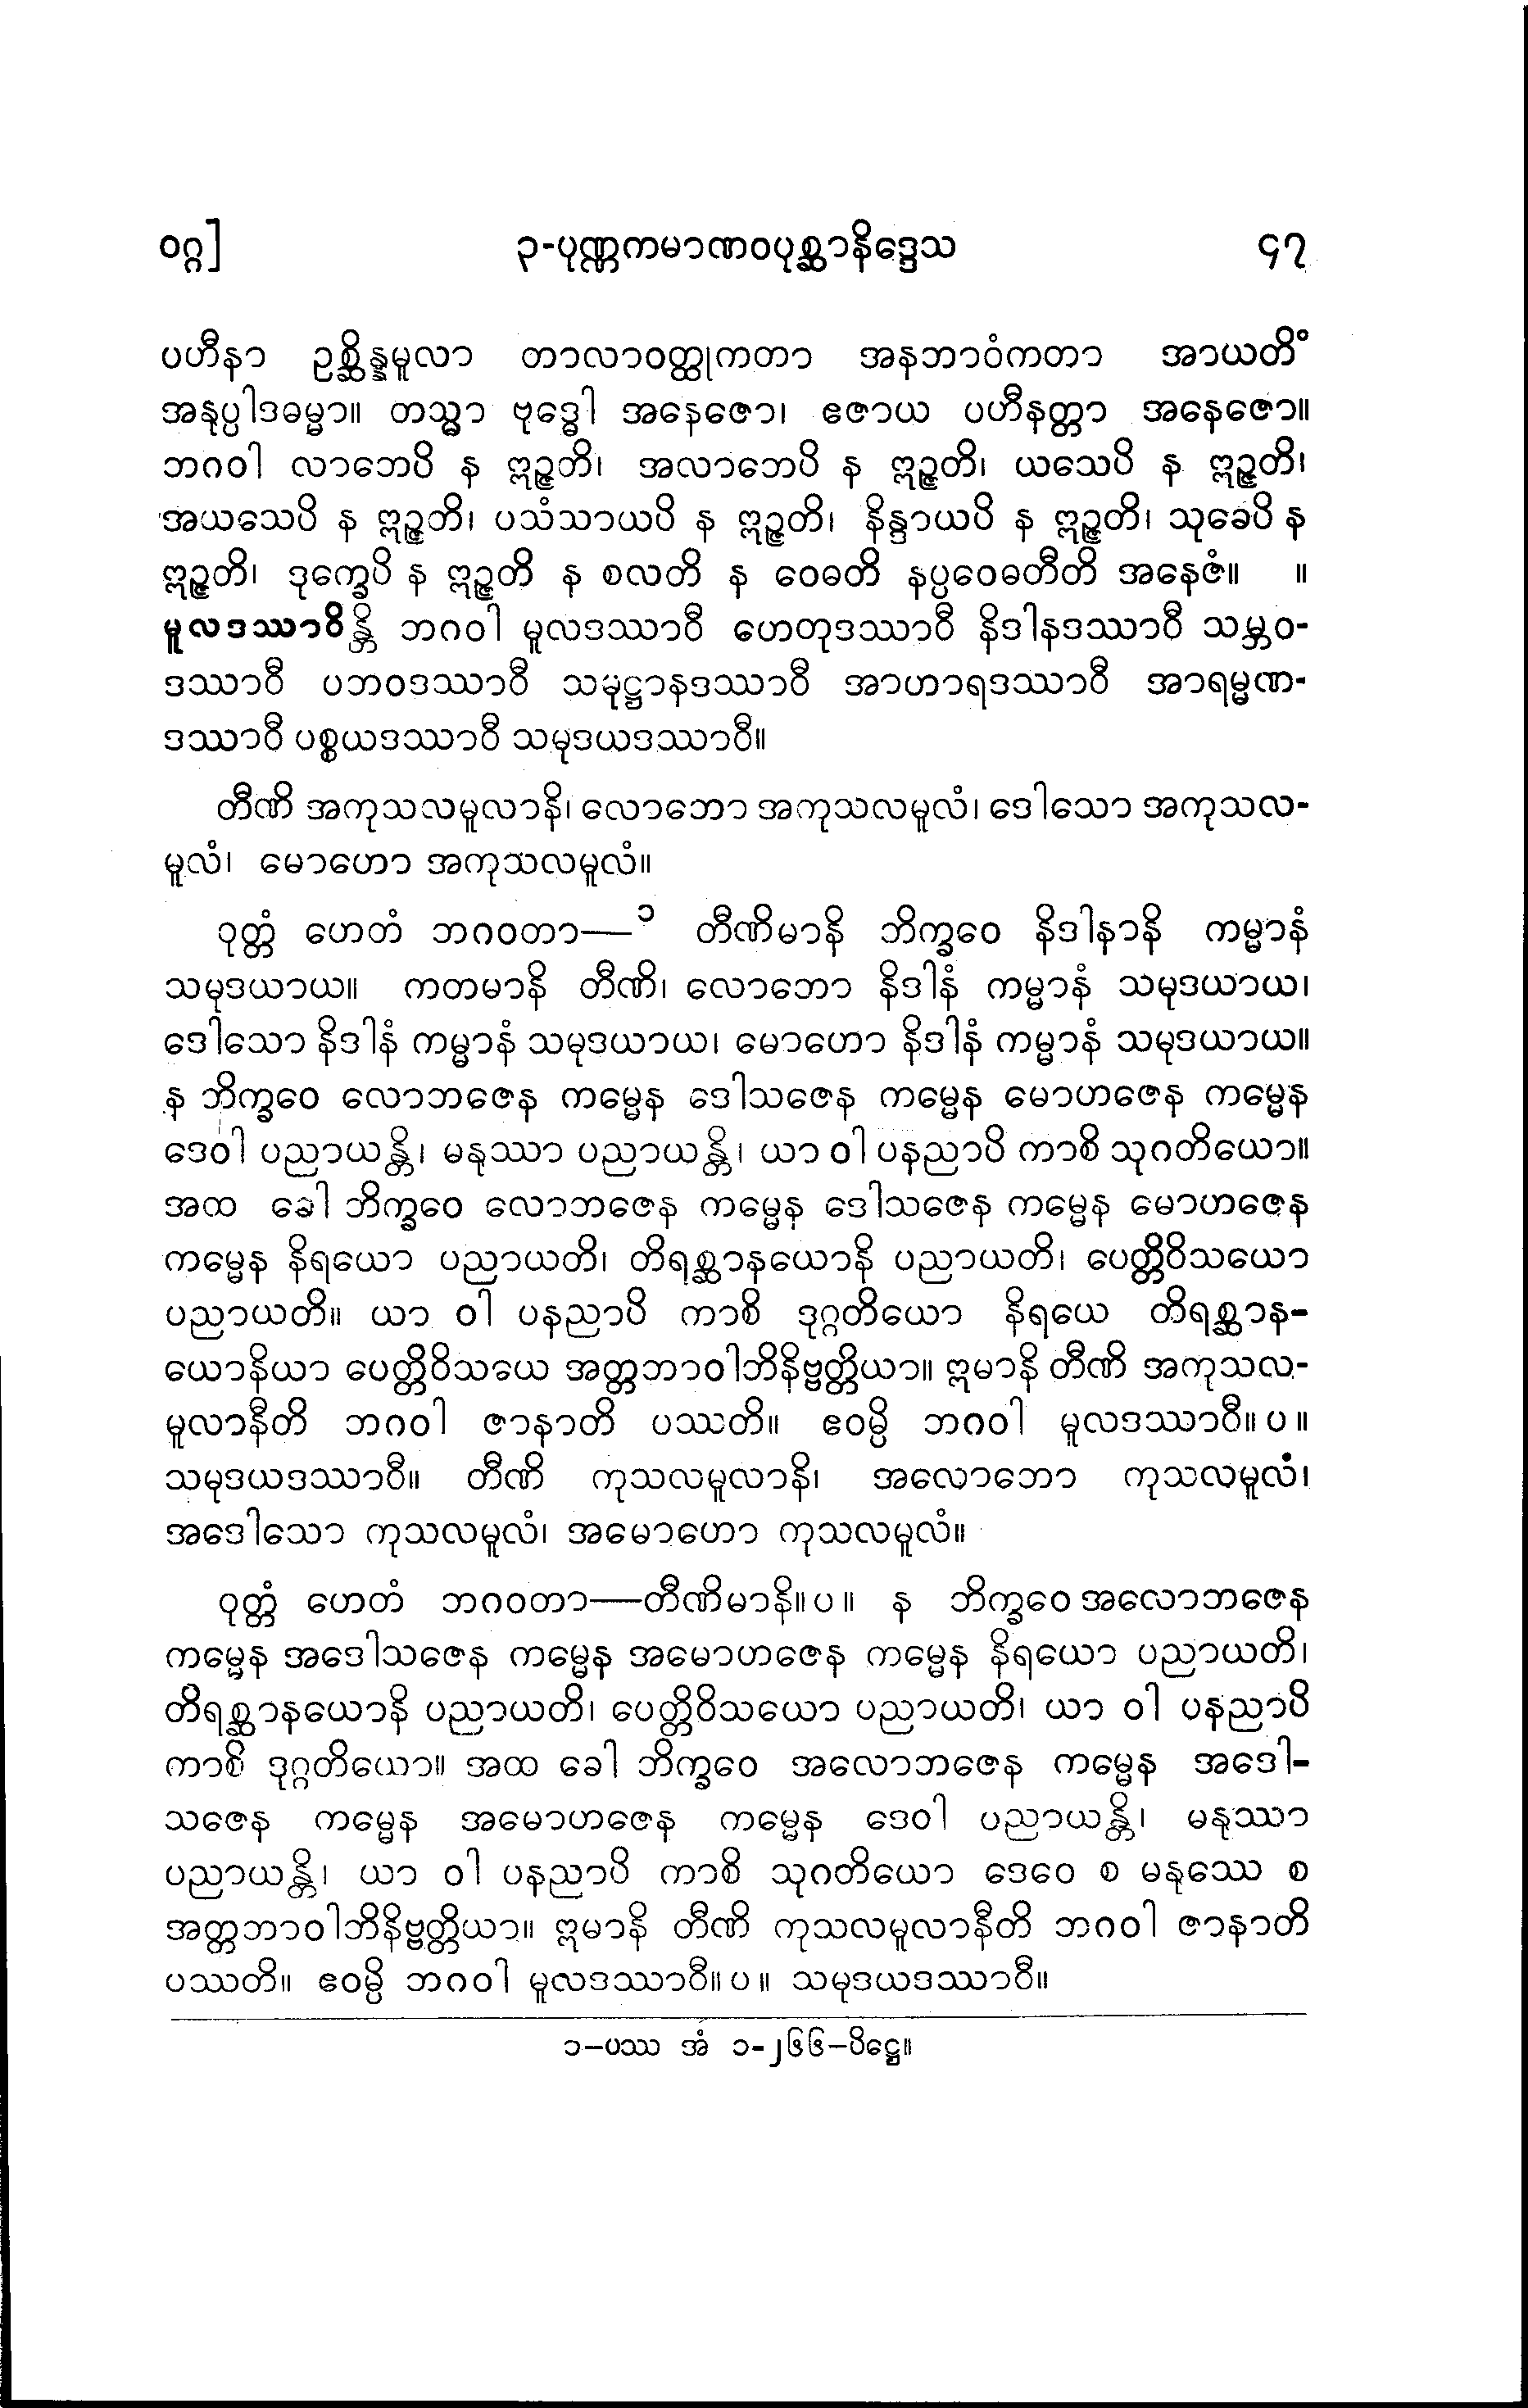 ဝဂ္ဂ] ၃-ပုဏ္ဏကမာဏဝပုစ္ဆာနိဒ္ဒေသ ၄၇
ပဟီနာ ဥစ္ဆိန္နမူလာ တာလာဝတ္ထုကတာ အနဘာဝံကတာ အာယတိံ
အနုပ္ပါဒဓမ္မာ။ တသ္မာ ဗုဒ္ဓေါ အနေဇော၊ ဧဇာယ ပဟီနတ္တာ အနေဇော။
ဘဂဝါ လာဘေပိ န ဣဉ္ဇတိ၊ အလာဘေပိ န ဣဉ္ဇတိ၊ ယသေပိ န ဣဉ္ဇတိ၊
အယသေပိ န ဣဉ္ဇတိ၊ ပသံသာယပိ န ဣဉ္ဇတိ၊ နိန္ဒာယပိ န ဣဉ္ဇတိ၊ သုခေပိ န
ဣဉ္ဇတိ၊ ဒုက္ခေပိ န ဣဉ္ဇတိ န စလတိ န ဝေဓတိ နပ္ပဝေဓတီတိ အနေဇံ။ ။
မူလဒဿာဝိန္တိ ဘဂဝါ မူလဒဿာဝီ ဟေတုဒဿာဝီ နိဒါနဒဿာဝီ သမ္ဘဝ-
ဒဿာဝီ ပဘဝဒဿာဝီ သမုဋ္ဌာနဒဿာဝီ အာဟာရဒဿာဝီ အာရမ္မဏ-
ဒဿာဝီ ပစ္စယဒဿာဝီ သမုဒယဒဿာဝီ။
တီဏိ အကုသလမူလာနိ၊ လောဘော အကုသလမူလံ၊ ဒေါသော အကုသလ-
မူလံ၊ မောဟော အကုသလမူလံ။
ဝုတ္တံ ဟေတံ ဘဂဝတာ—၁ တီဏိမာနိ ဘိက္ခဝေ နိဒါနာနိ ကမ္မာနံ
သမုဒယာယ။ ကတမာနိ တီဏိ၊ လောဘော နိဒါနံ ကမ္မာနံ သမုဒယာယ၊
ဒေါသော နိဒါနံ ကမ္မာနံ သမုဒယာယ၊ မောဟော နိဒါနံ ကမ္မာနံ သမုဒယာယ။
န ဘိက္ခဝေ လောဘဇေန ကမ္မေန ဒေါသဇေန ကမ္မေန မောဟဇေန ကမ္မေန
ဒေဝါ ပညာယန္တိ၊ မနုဿာ ပညာယန္တိ၊ ယာ ဝါ ပနညာပိ ကာစိ သုဂတိယော။
အထ ခေါ ဘိက္ခဝေ လောဘဇေန ကမ္မေန ဒေါသဇေန ကမ္မေန မောဟဇေန
ကမ္မေန နိရယော ပညာယတိ၊ တိရစ္ဆာနယောနိ ပညာယတိ၊ ပေတ္တိဝိသယော
ပညာယတိ။ ယာ ဝါ ပနညာပိ ကာစိ ဒုဂ္ဂတိယော နိရယေ တိရစ္ဆာန-
ယောနိယာ ပေတ္တိဝိသယေ အတ္တဘာဝါဘိနိဗ္ဗတ္တိယာ။ ဣမာနိ တီဏိ အကုသလ-
မူလာနီတိ ဘဂဝါ ဇာနာတိ ပဿတိ။ ဧဝမ္ပိ ဘဂဝါ မူလဒဿာဝီ။ ပ ။
သမုဒယဒဿာဝီ။ တီဏိ ကုသလမူလာနိ၊ အလောဘော ကုသလမူလံ၊
အဒေါသော ကုသလမူလံ၊ အမောဟော ကုသလမူလံ။
ဝုတ္တံ ဟေတံ ဘဂဝတာ—တီဏိမာနိ။ ပ ။ န ဘိက္ခဝေ အလောဘဇေန
ကမ္မေန အဒေါသဇေန ကမ္မေန အမောဟဇေန ကမ္မေန နိရယော ပညာယတိ၊
တိရစ္ဆာနယောနိ ပညာယတိ၊ ပေတ္တိဝိသယော ပညာယတိ၊ ယာ ဝါ ပနညာပိ
ကာစိ ဒုဂ္ဂတိယော။ အထ ခေါ ဘိက္ခဝေ အလောဘဇေန ကမ္မေန အဒေါ-
သဇေန ကမ္မေန အမောဟဇေန ကမ္မေန ဒေဝါ ပညာယန္တိ၊ မနုဿာ
ပညာယန္တိ၊ ယာ ဝါ ပနညာပိ ကာစိ သုဂတိယော ဒေဝေ စ မနုဿေ စ
အတ္တဘာဝါဘိနိဗ္ဗတ္တိယာ။ ဣမာနိ တီဏိ ကုသလမူလာနီတိ ဘဂဝါ ဇာနာတိ
ပဿတိ။ ဧဝမ္ပိ ဘဂဝါ မူလဒဿာဝီ။ ပ ။ သမုဒယဒဿာဝီ။
၁–ပဿ အံ ၁-၂၆၆–ပိဋ္ဌေ။